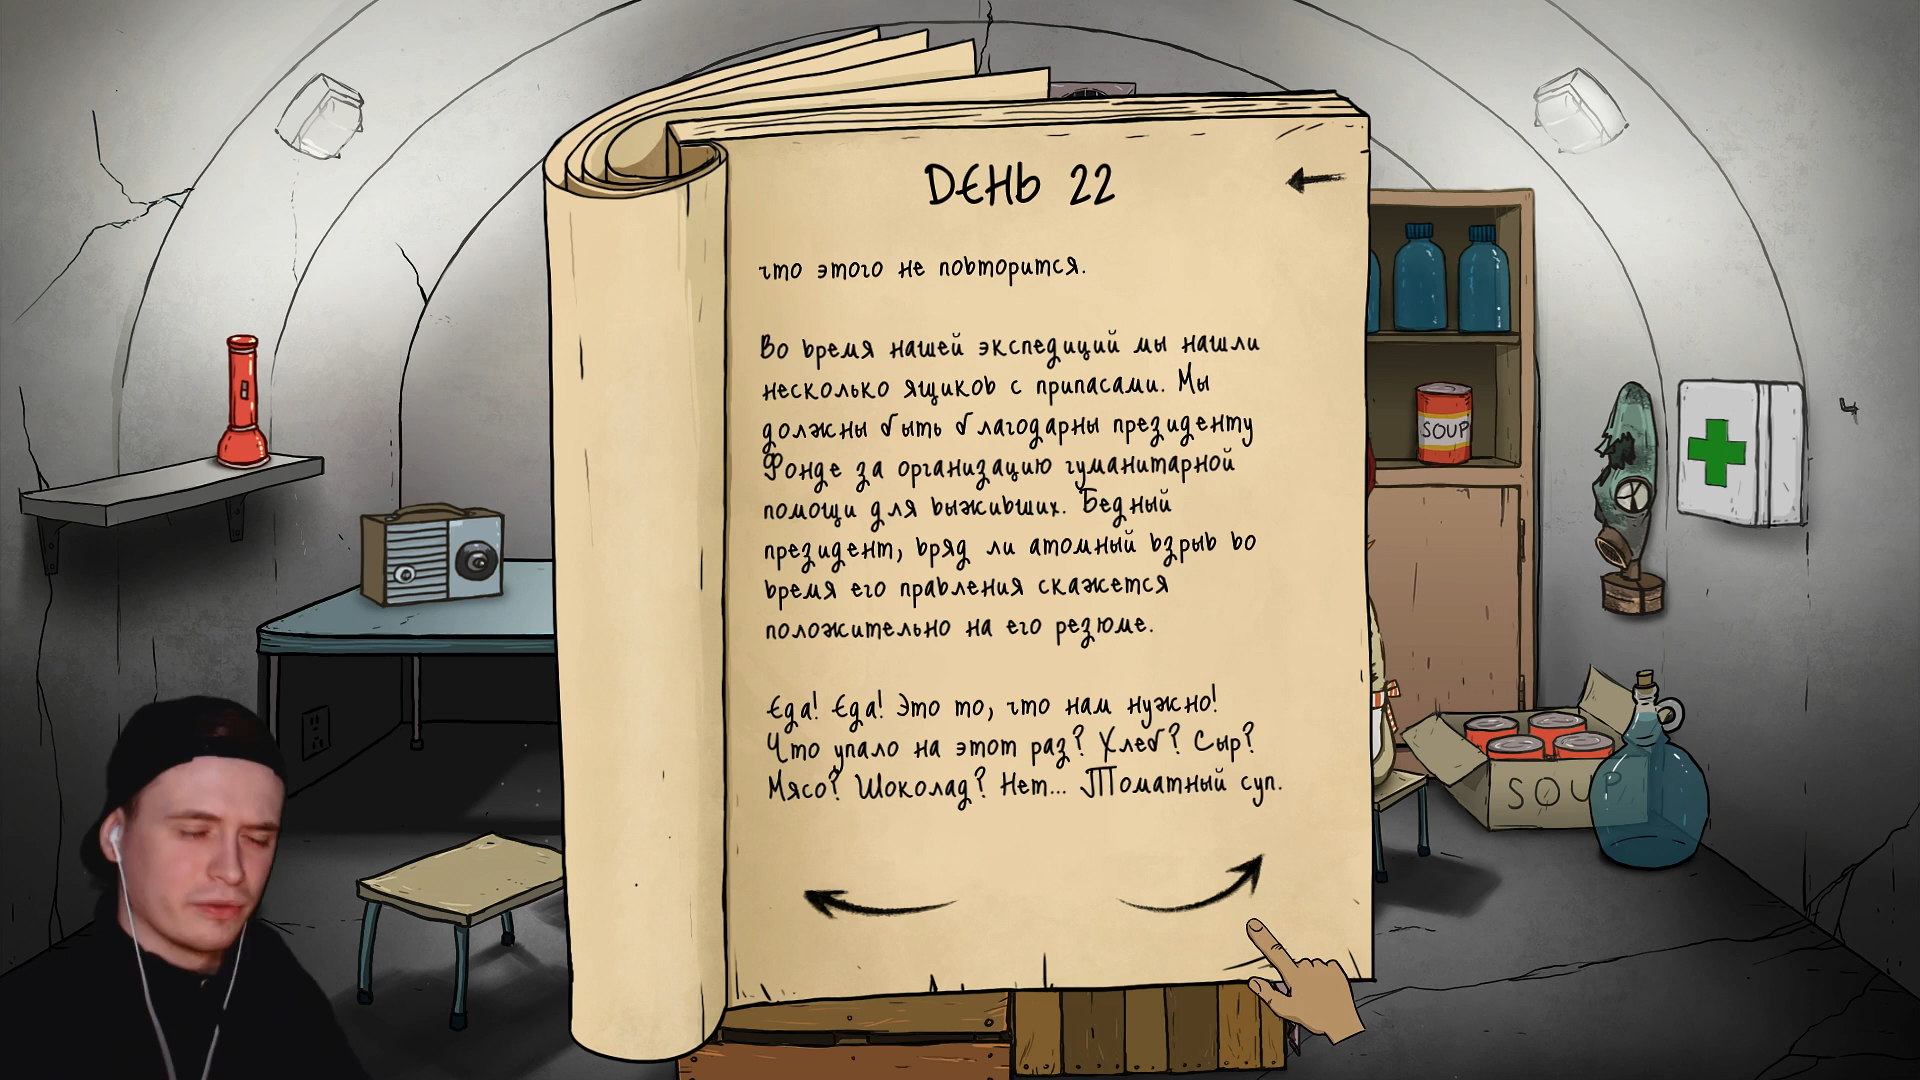 ДЕНЬ 22
что этого не повторится.
Во время нашей экспедиций мы нашли
несколько ящиков с припасами. Мы
должны быть благодарны президенту
Фонде за организацию гуманитарной
помощи для выживших. Бедный
президент, вряд ли атомный взрыв во
время его правления скажется
положительно на его резюме.
Еда! Еда! Это то, что нам нужно!
Что упало на этот раз? Хлеб? Сыр?
Мясо? Шоколад? Нет... Томатный суп.
SOUP
SOUP